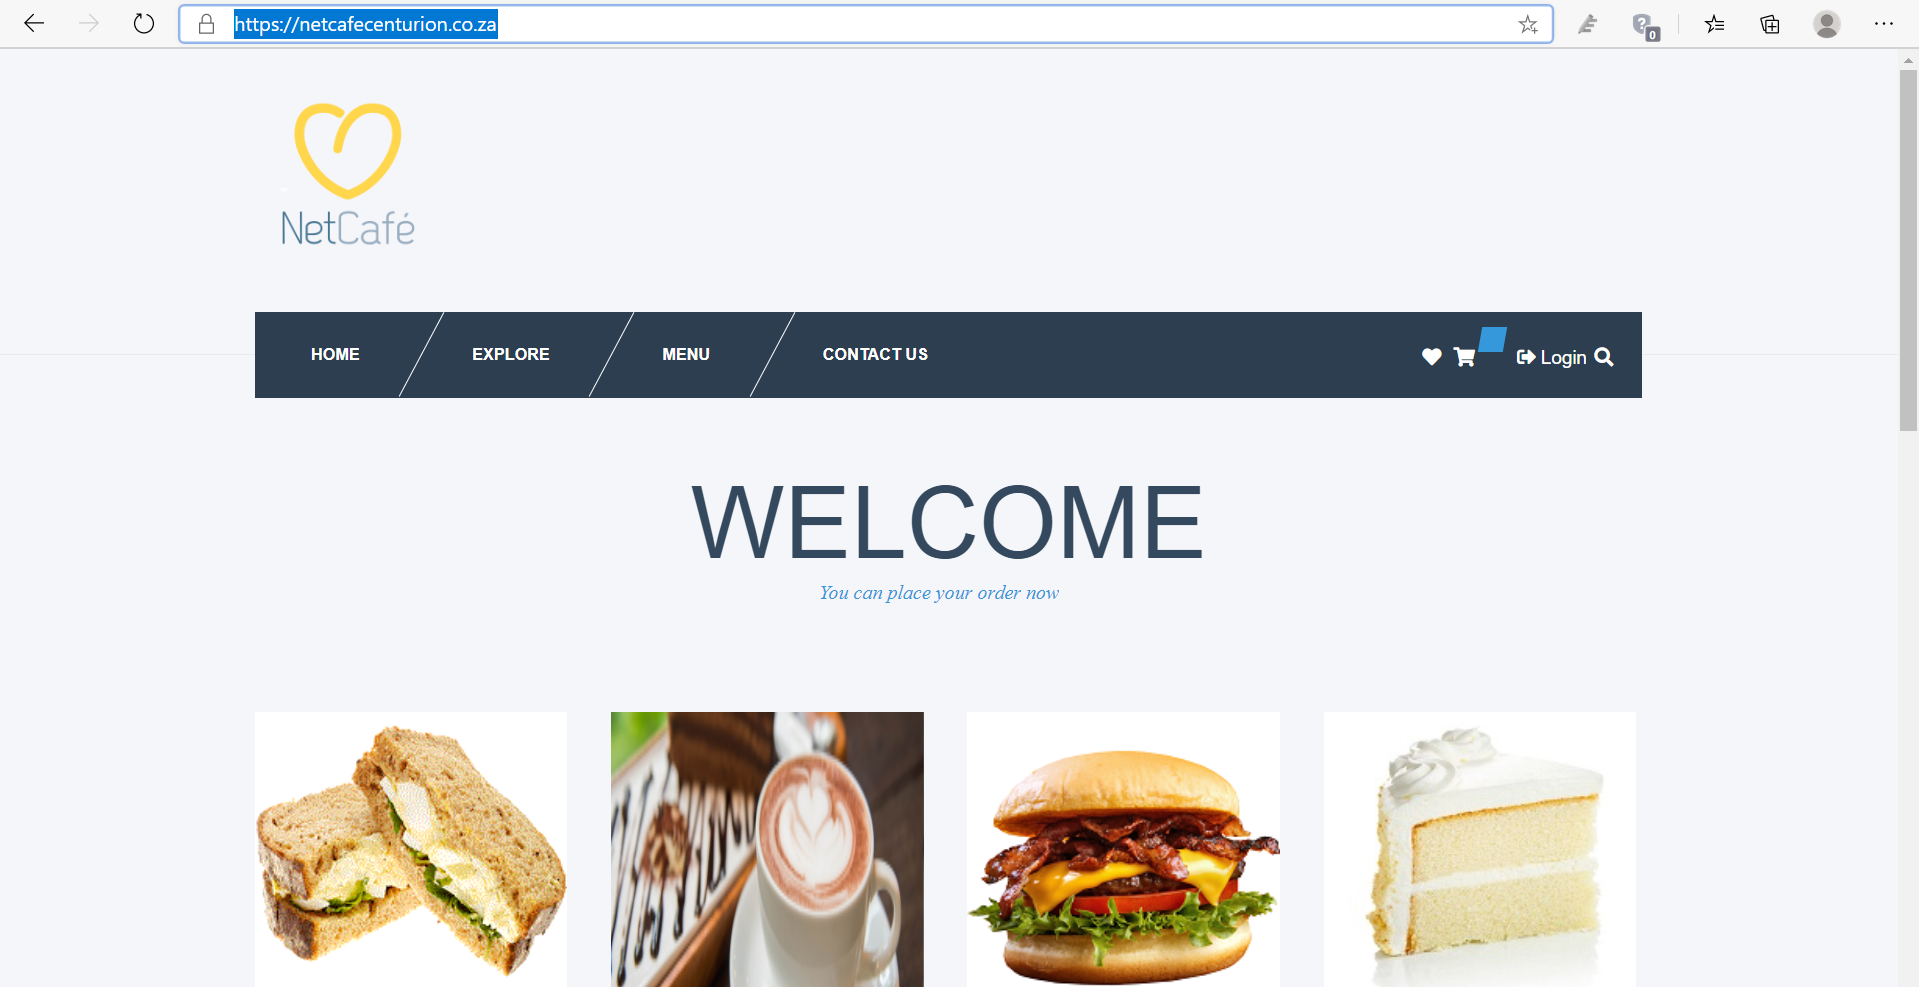 https://netcafecenturion.co.za
0
NetCafé
HOME EXPLORE MENU CONTACT US Login
WELCOME
You can place your order now